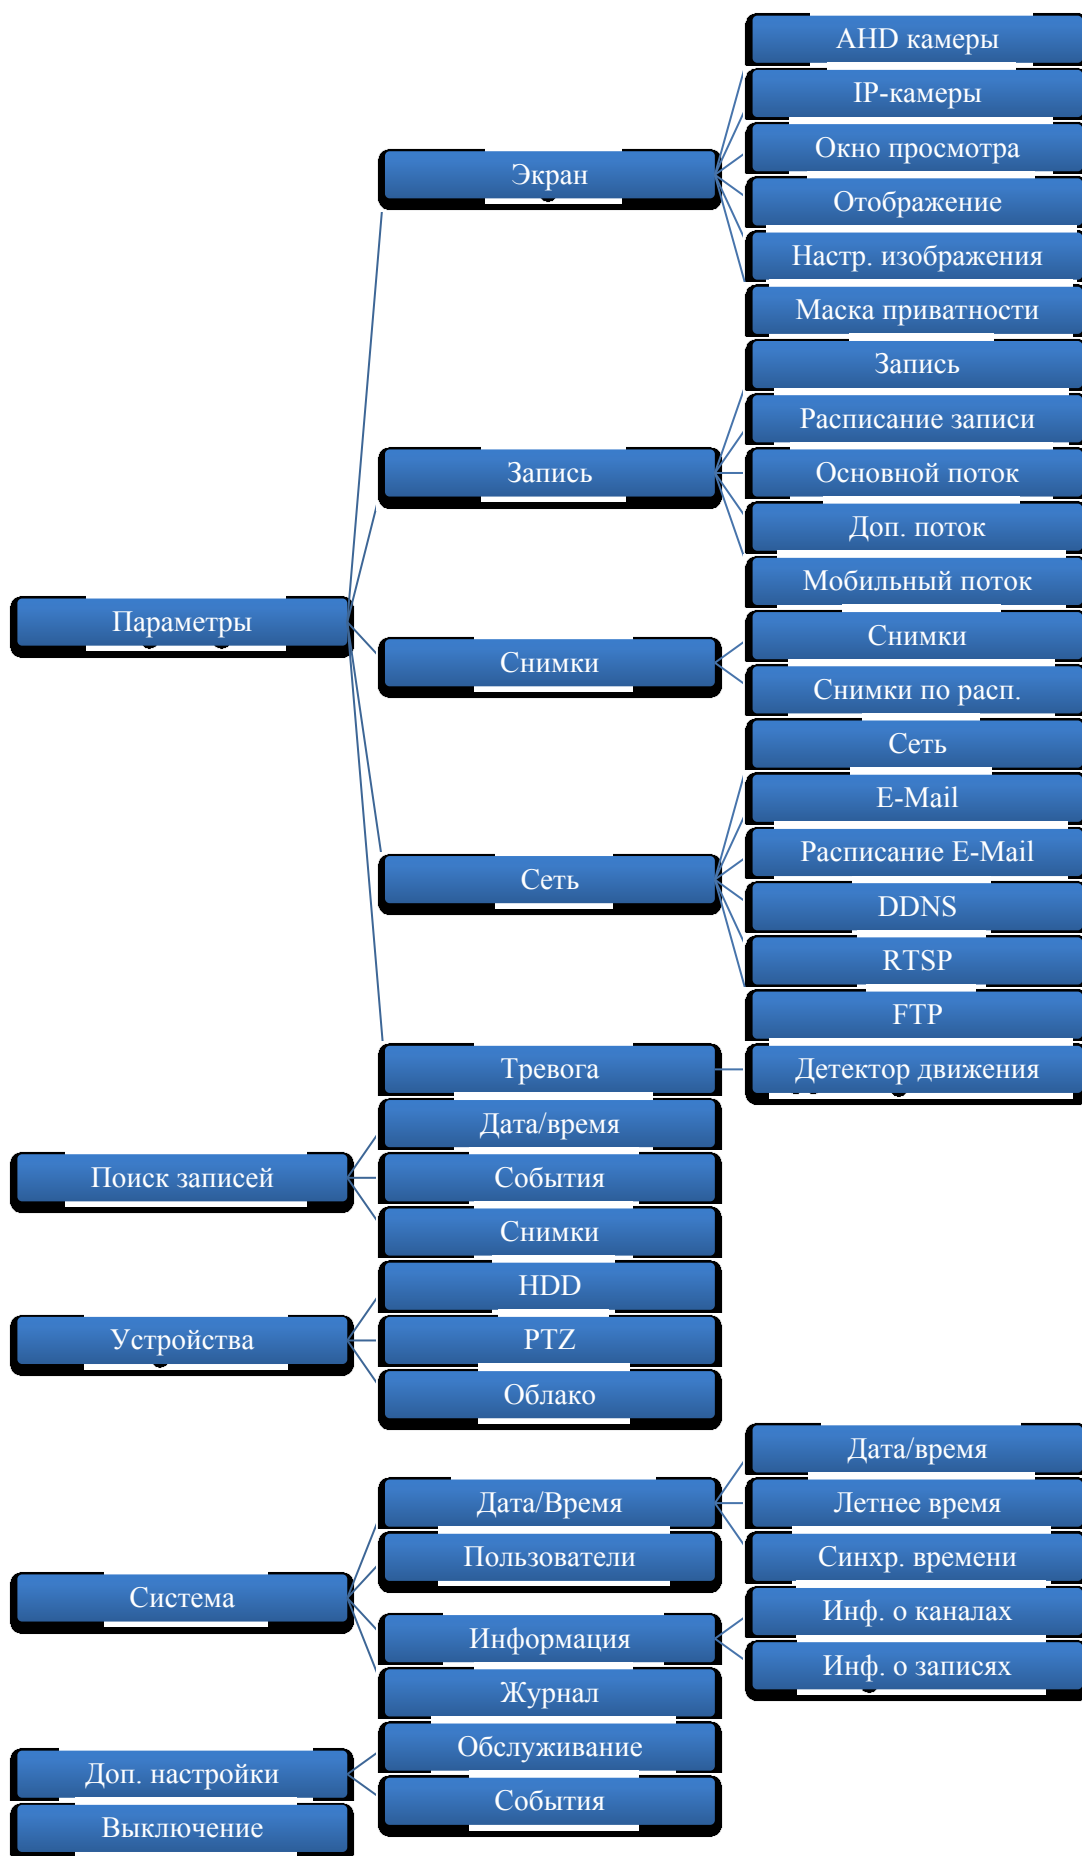 Параметры
Экран
AHD камеры
IP-камеры
Окно просмотра
Отображение
Настр. изображения
Маска приватности
Запись
Запись
Расписание записи
Основной поток
Доп. поток
Мобильный поток
Снимки
Снимки
Снимки по расп.
Сеть
Сеть
E-Mail
Расписание E-Mail
DDNS
RTSP
FTP
Тревога
Детектор движения
Поиск записей
Дата/время
События
Снимки
Устройства
HDD
PTZ
Облако
Система
Дата/Время
Дата/время
Летнее время
Синхр. времени
Пользователи
Информация
Инф. о каналах
Инф. о записях
Журнал
Доп. настройки
Обслуживание
События
Выключение